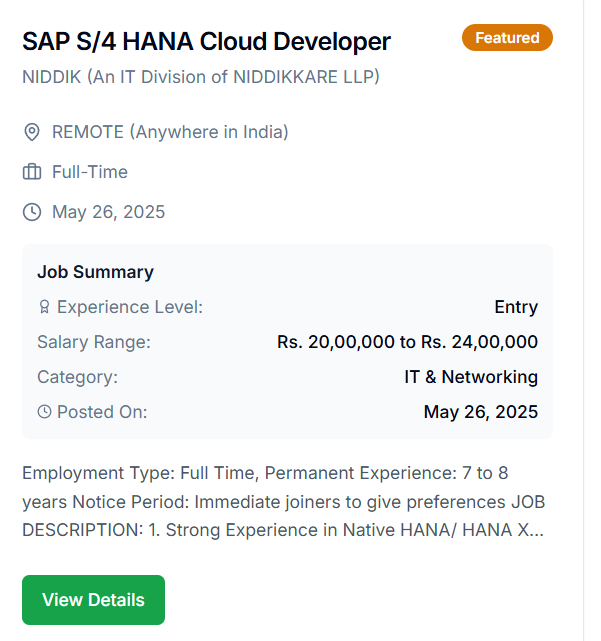 SAP S/4 HANA Cloud Developer
Featured
NIDDIK (An IT Division of NIDDIKKARE LLP)
REMOTE (Anywhere in India)
Full-Time
May 26, 2025
Job Summary
Experience Level: Entry
Salary Range: Rs. 20,00,000 to Rs. 24,00,000
Category: IT & Networking
Posted On: May 26, 2025
Employment Type: Full Time, Permanent Experience: 7 to 8
years Notice Period: Immediate joiners to give preferences JOB
DESCRIPTION: 1. Strong Experience in Native HANA/ HANA X...
View Details